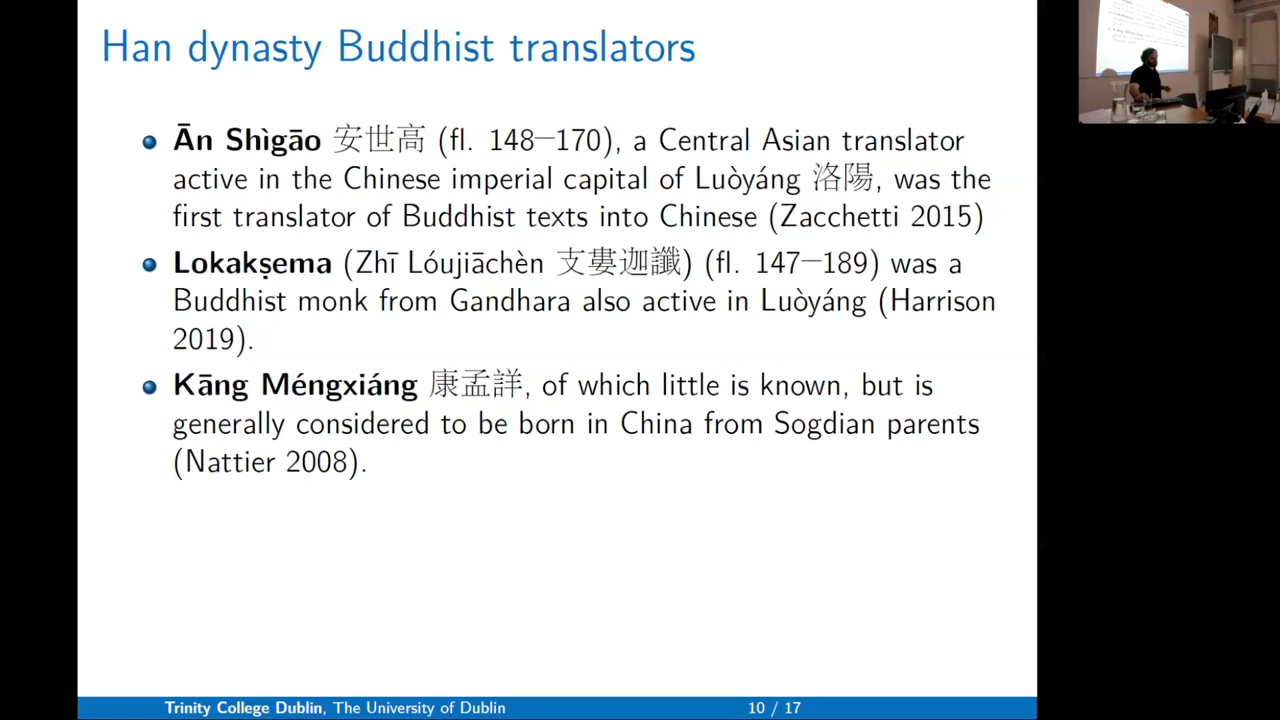 Han dynasty Buddhist translators
Ān Shìgāo 安世高 (fl. 148–170), a Central Asian translator
active in the Chinese imperial capital of Luòyáng 洛陽, was the
first translator of Buddhist texts into Chinese (Zacchetti 2015)
Lokakṣema (Zhī Lóujiāchèn 支婁迦讖) (fl. 147–189) was a
Buddhist monk from Gandhara also active in Luòyáng (Harrison
2019).
Kāng Méngxiáng 康孟詳, of which little is known, but is
generally considered to be born in China from Sogdian parents
(Nattier 2008).
Trinity College Dublin, The University of Dublin
10 / 17